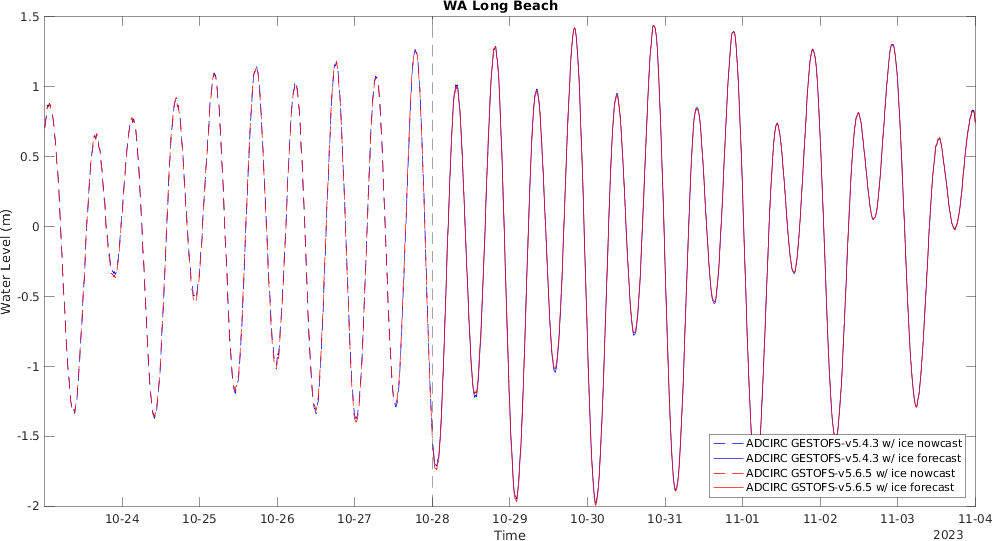 WA Long Beach
1.5
1
0.5
0
-0.5
-1
-1.5
-2
Water Level (m)
ADCIRC GESTOFS-v5.4.3 w/ ice nowcast
ADCIRC GESTOFS-v5.4.3 w/ ice forecast
ADCIRC GSTOFS-v5.6.5 w/ ice nowcast
ADCIRC GSTOFS-v5.6.5 w/ ice forecast
10-24 10-25 10-26 10-27 10-28 10-29 10-30 10-31 11-01 11-02 11-03 11-04
Time
2023